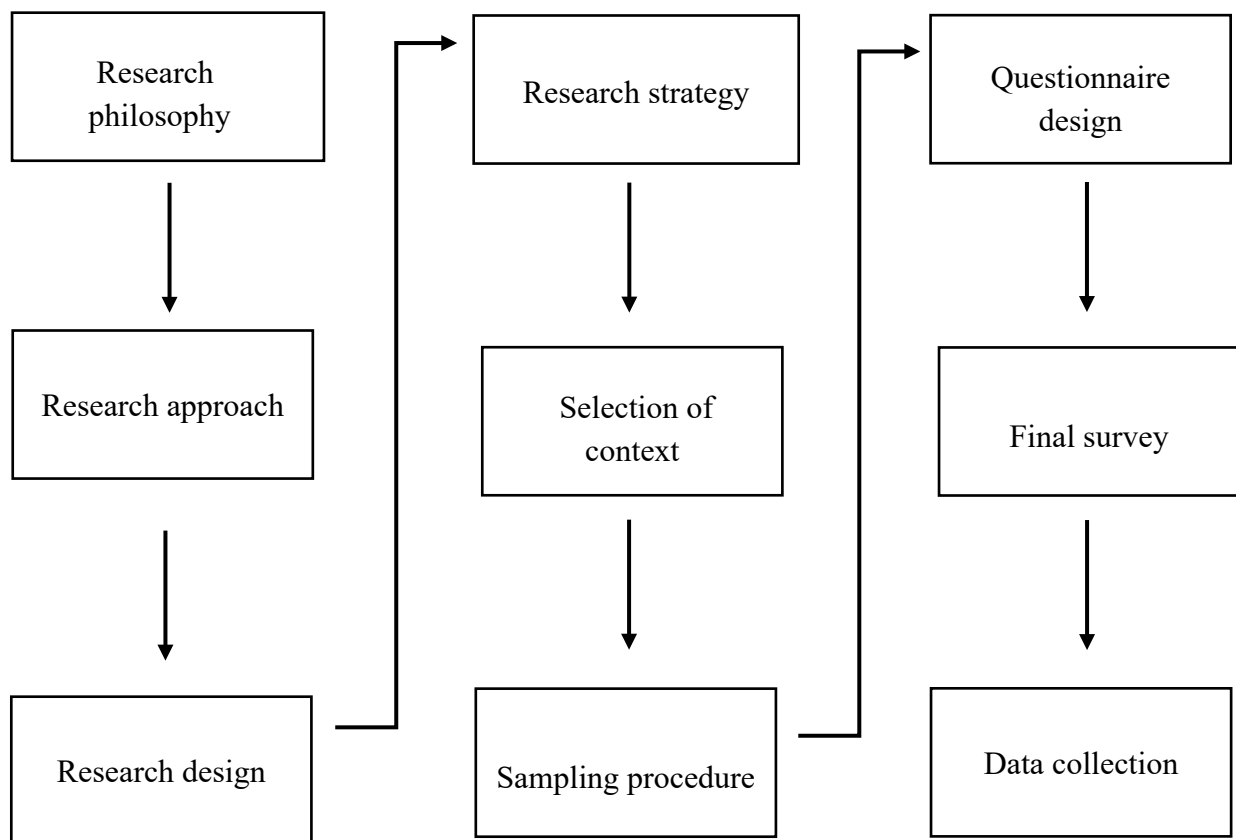 Research
philosophy
Research approach
Research design
Research strategy
Selection of
context
Sampling procedure
Questionnaire
design
Final survey
Data collection